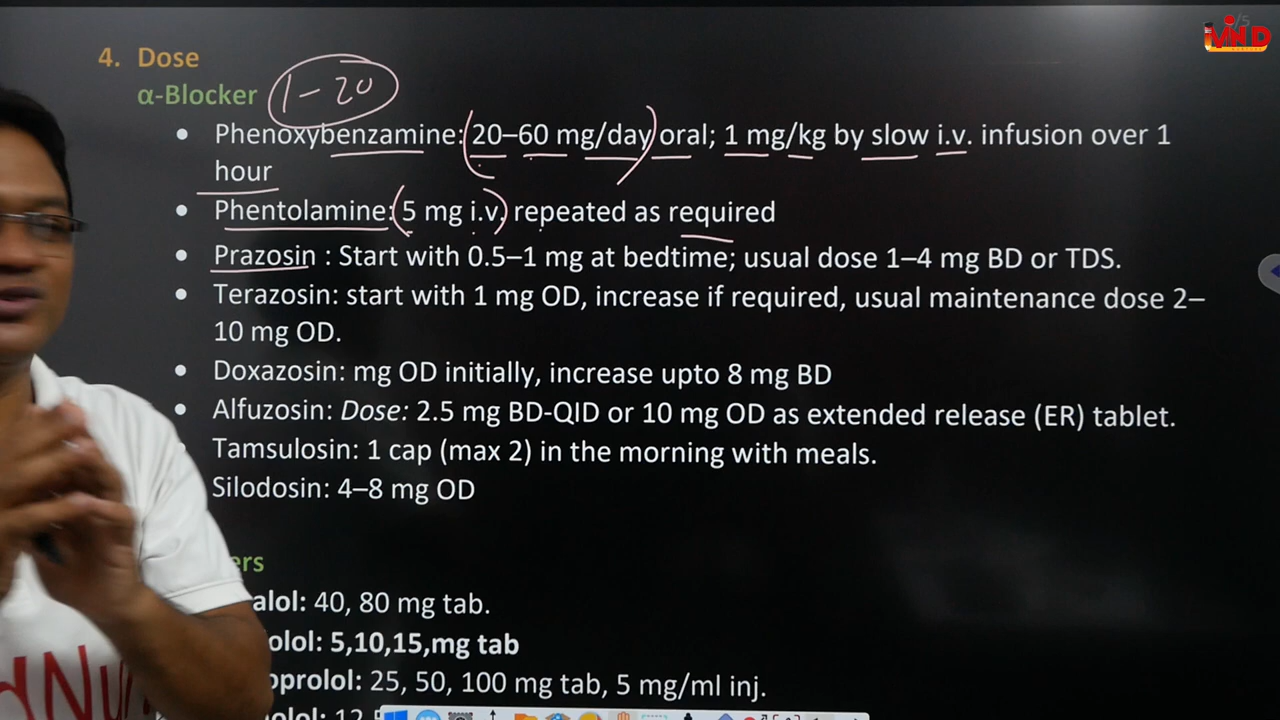 4. Dose
α-Blocker 1-20
• Phenoxybenzamine: (20–60 mg/day) oral; 1 mg/kg by slow i.v. infusion over 1
hour
• Phentolamine: (5 mg i.v.) repeated as required
• Prazosin : Start with 0.5–1 mg at bedtime; usual dose 1–4 mg BD or TDS.
• Terazosin: start with 1 mg OD, increase if required, usual maintenance dose 2–
10 mg OD.
• Doxazosin: mg OD initially, increase upto 8 mg BD
• Alfuzosin: Dose: 2.5 mg BD-QID or 10 mg OD as extended release (ER) tablet.
Tamsulosin: 1 cap (max 2) in the morning with meals.
Silodosin: 4–8 mg OD
ers
alol: 40, 80 mg tab.
olol: 5,10,15,mg tab
oprolol: 25, 50, 100 mg tab, 5 mg/ml inj.
olol: 12